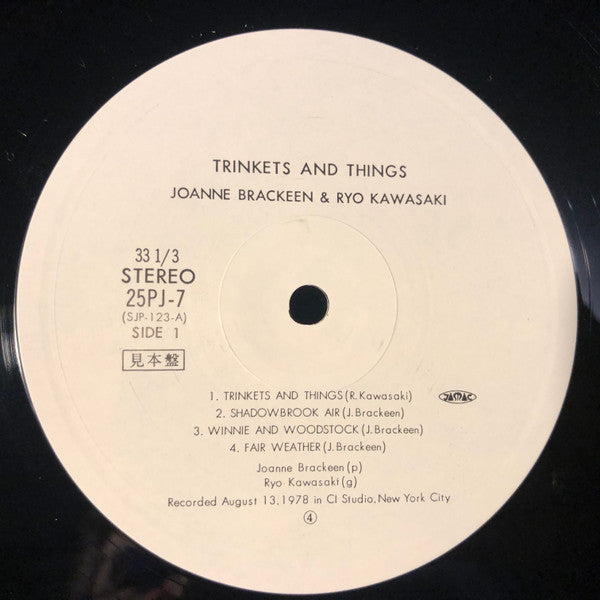 TRINKETS AND THINGS
JOANNE BRACKEEN & RYO KAWASAKI
33 1/3
STEREO
25PJ-7
(SJP-123-A)
SIDE 1
見本盤
1. TRINKETS AND THINGS(R.Kawasaki)
2. SHADOWBROOK AIR(J.Brackeen)
3. WINNIE AND WOODSTOCK(J.Brackeen)
4. FAIR WEATHER(J.Brackeen)
JASRAC
Joanne Brackeen(p)
Ryo Kawasaki(g)
Recorded August 13,1978 in CI Studio,New York City
④